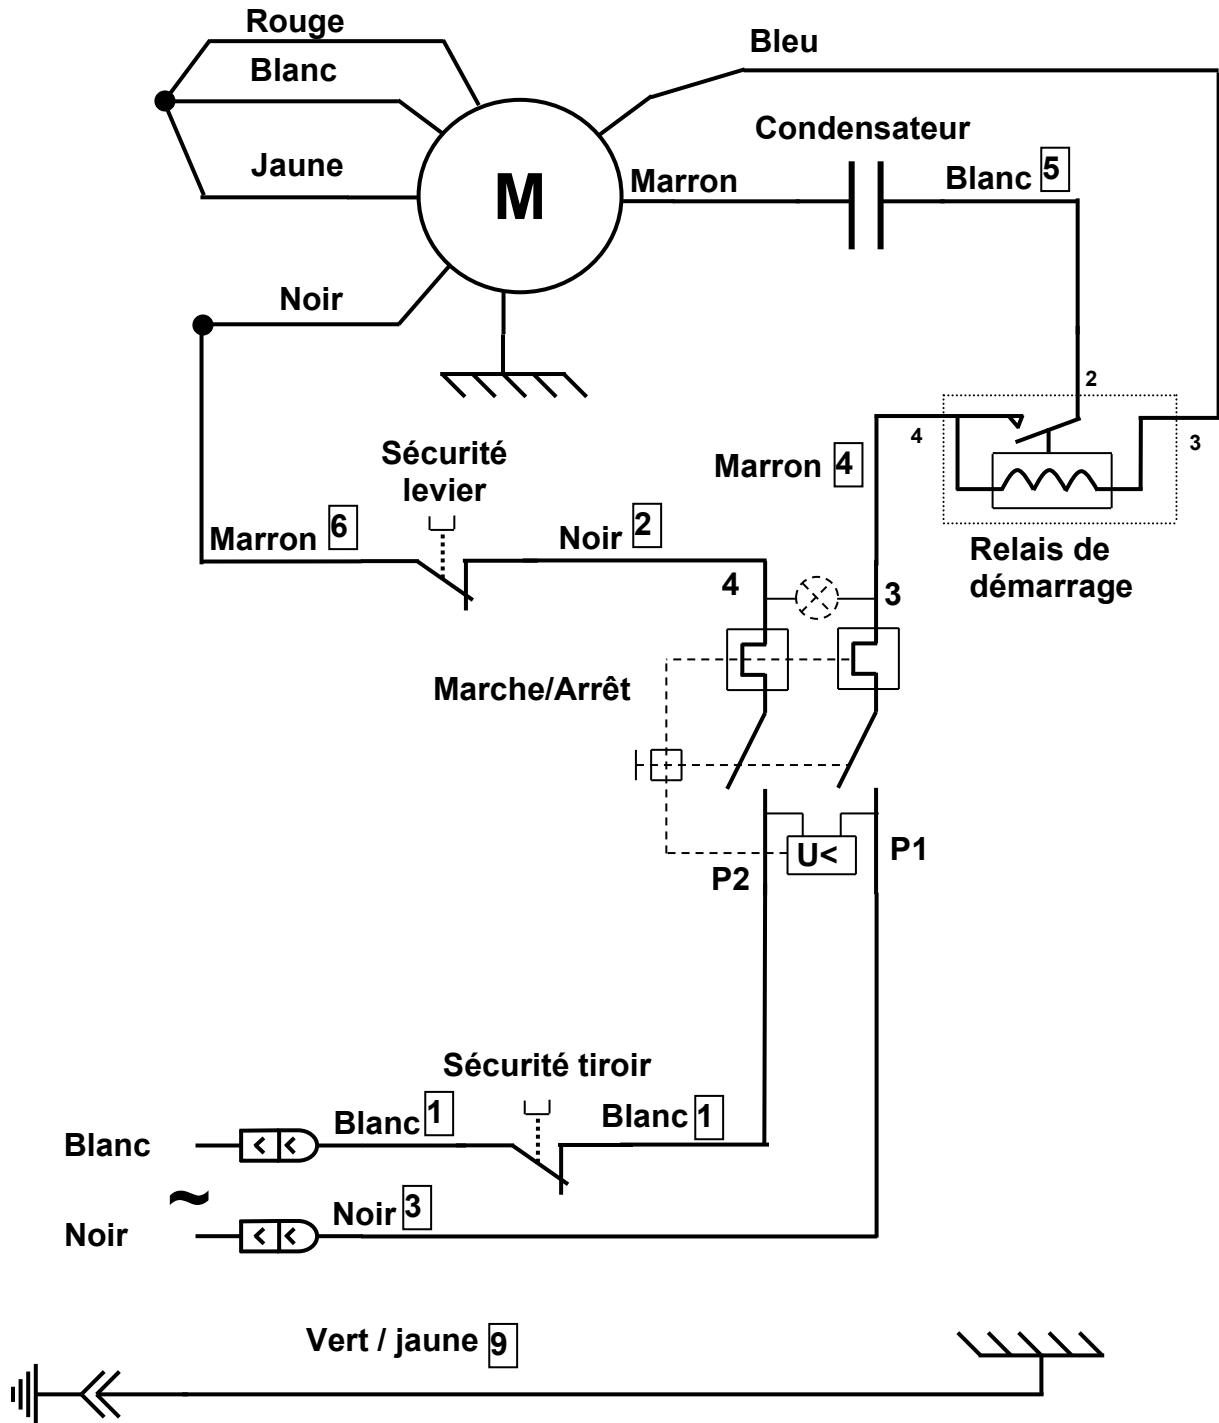 Rouge
Bleu
Blanc
Condensateur
Jaune
M
Marron
Blanc 5
Noir
2
Sécurité
levier
4
3
Marron 4
Marron 6
Noir 2
Relais de
démarrage
4
3
Marche/Arrêt
U<
P1
P2
Sécurité tiroir
Blanc 1
Blanc 1
Blanc
~
Noir 3
Noir
Vert / jaune 9